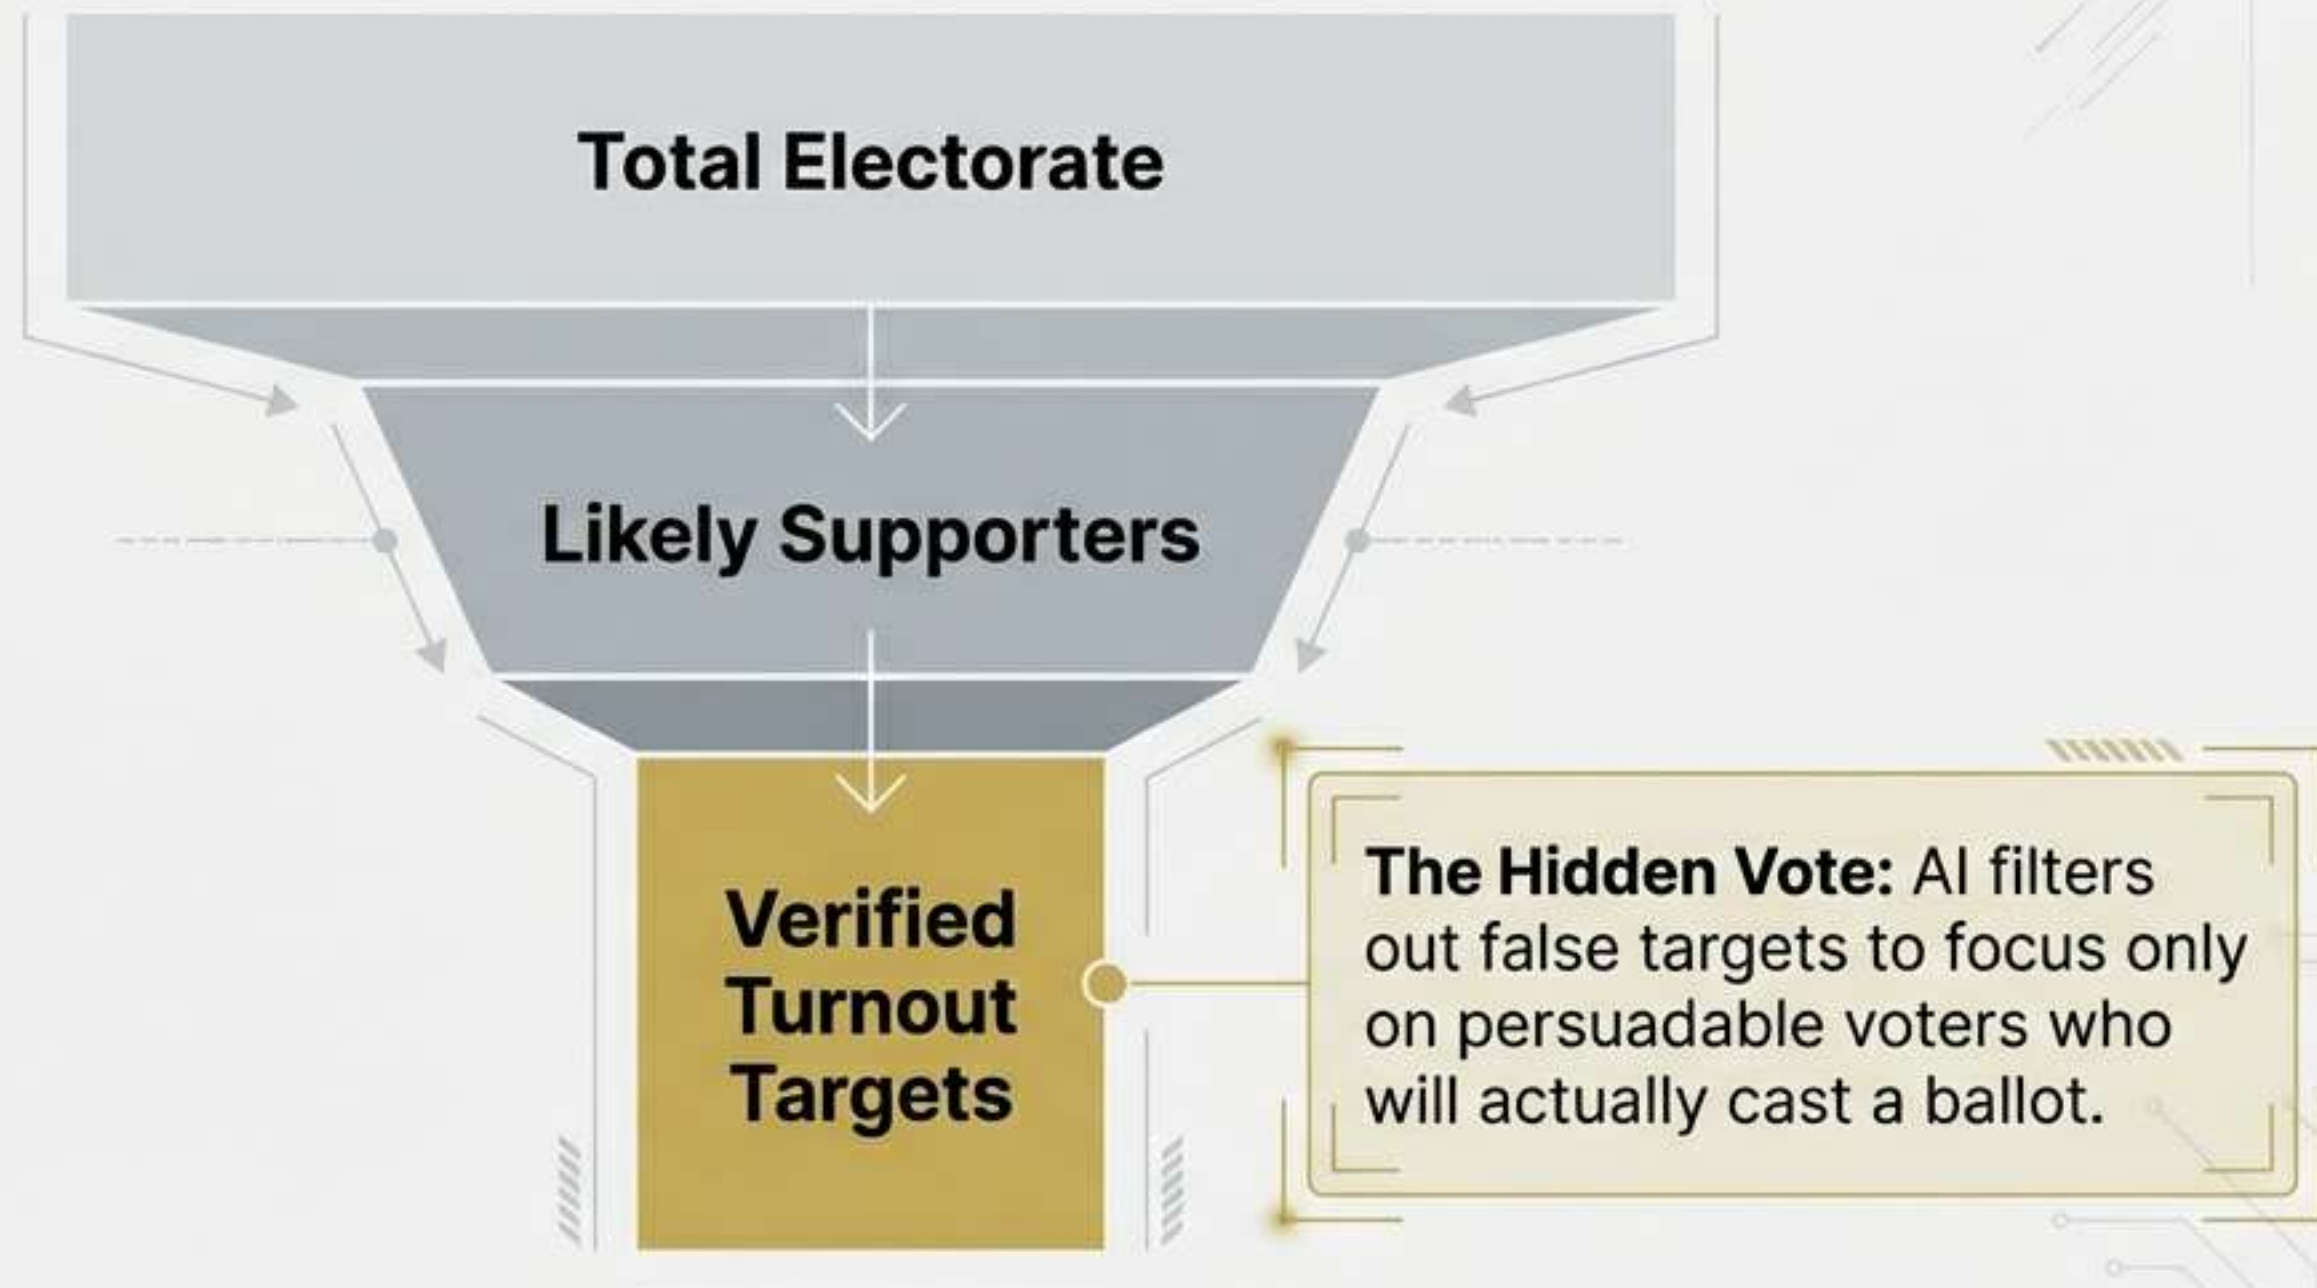 Total Electorate
Likely Supporters
Verified
Turnout
Targets
The Hidden Vote: AI filters
out false targets to focus only
on persuadable voters who
will actually cast a ballot.